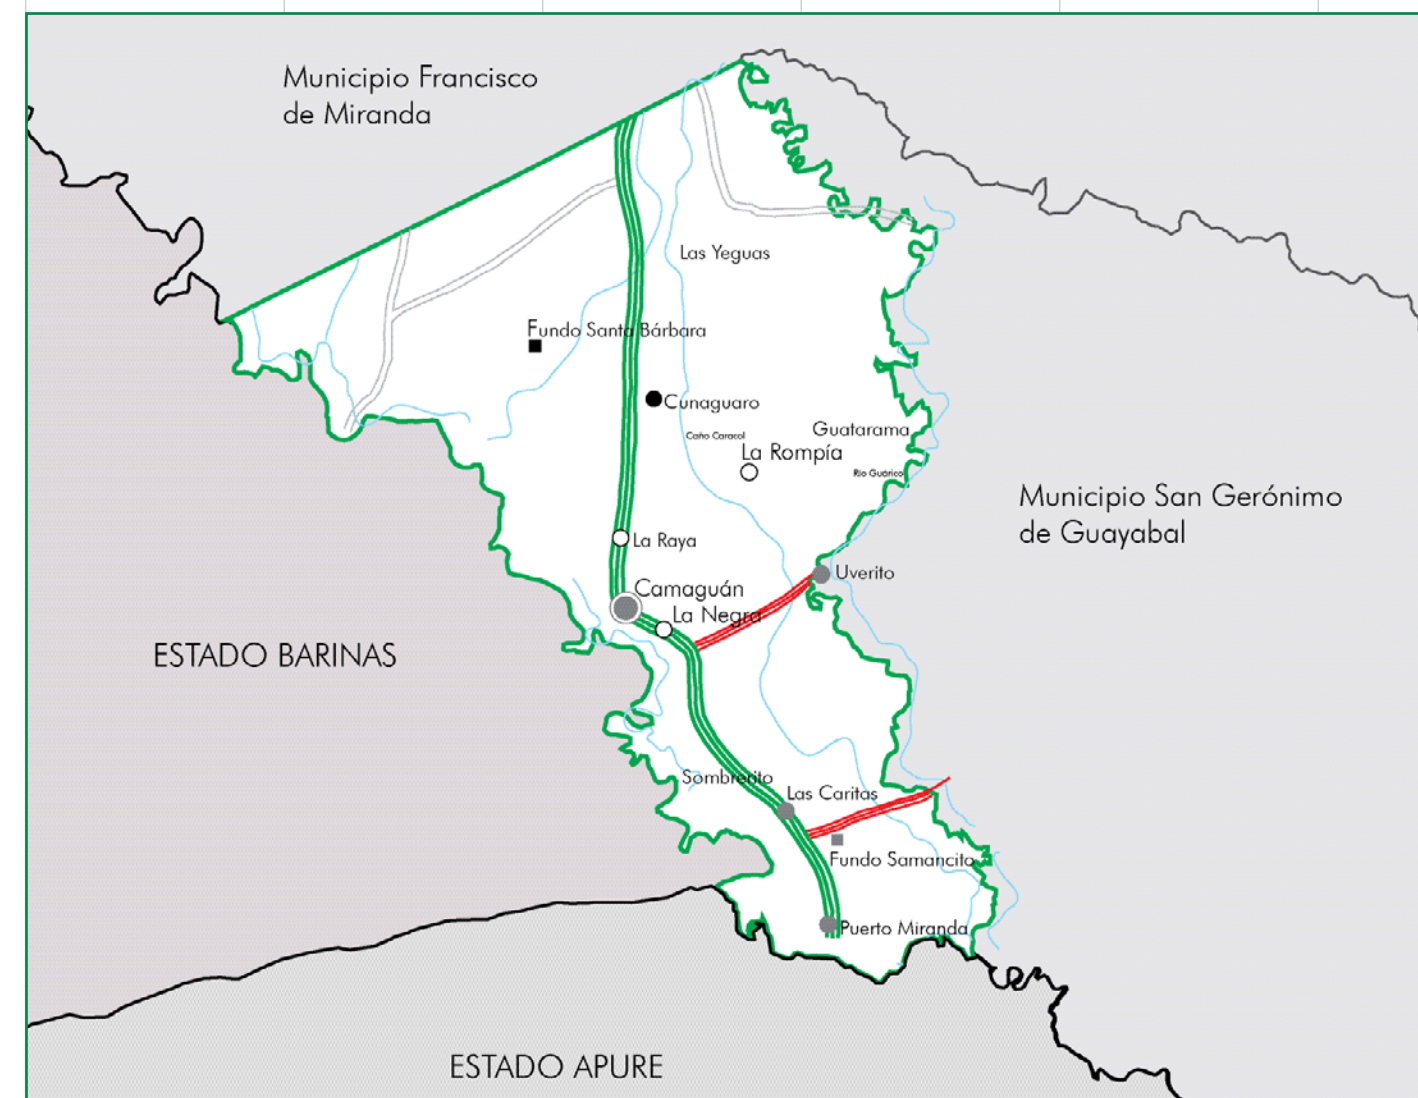 Municipio Francisco
de Miranda
Las Yeguas
Fundo Santa Bárbara
Cunaguaro
Guatarama
Caño Caracol
La Rompía
Río Guárico
Municipio San Gerónimo
de Guayabal
La Raya
Uverito
Camaguán
La Negra
ESTADO BARINAS
Sombrerito
Las Caritas
Fundo Samancito
Puerto Miranda
ESTADO APURE